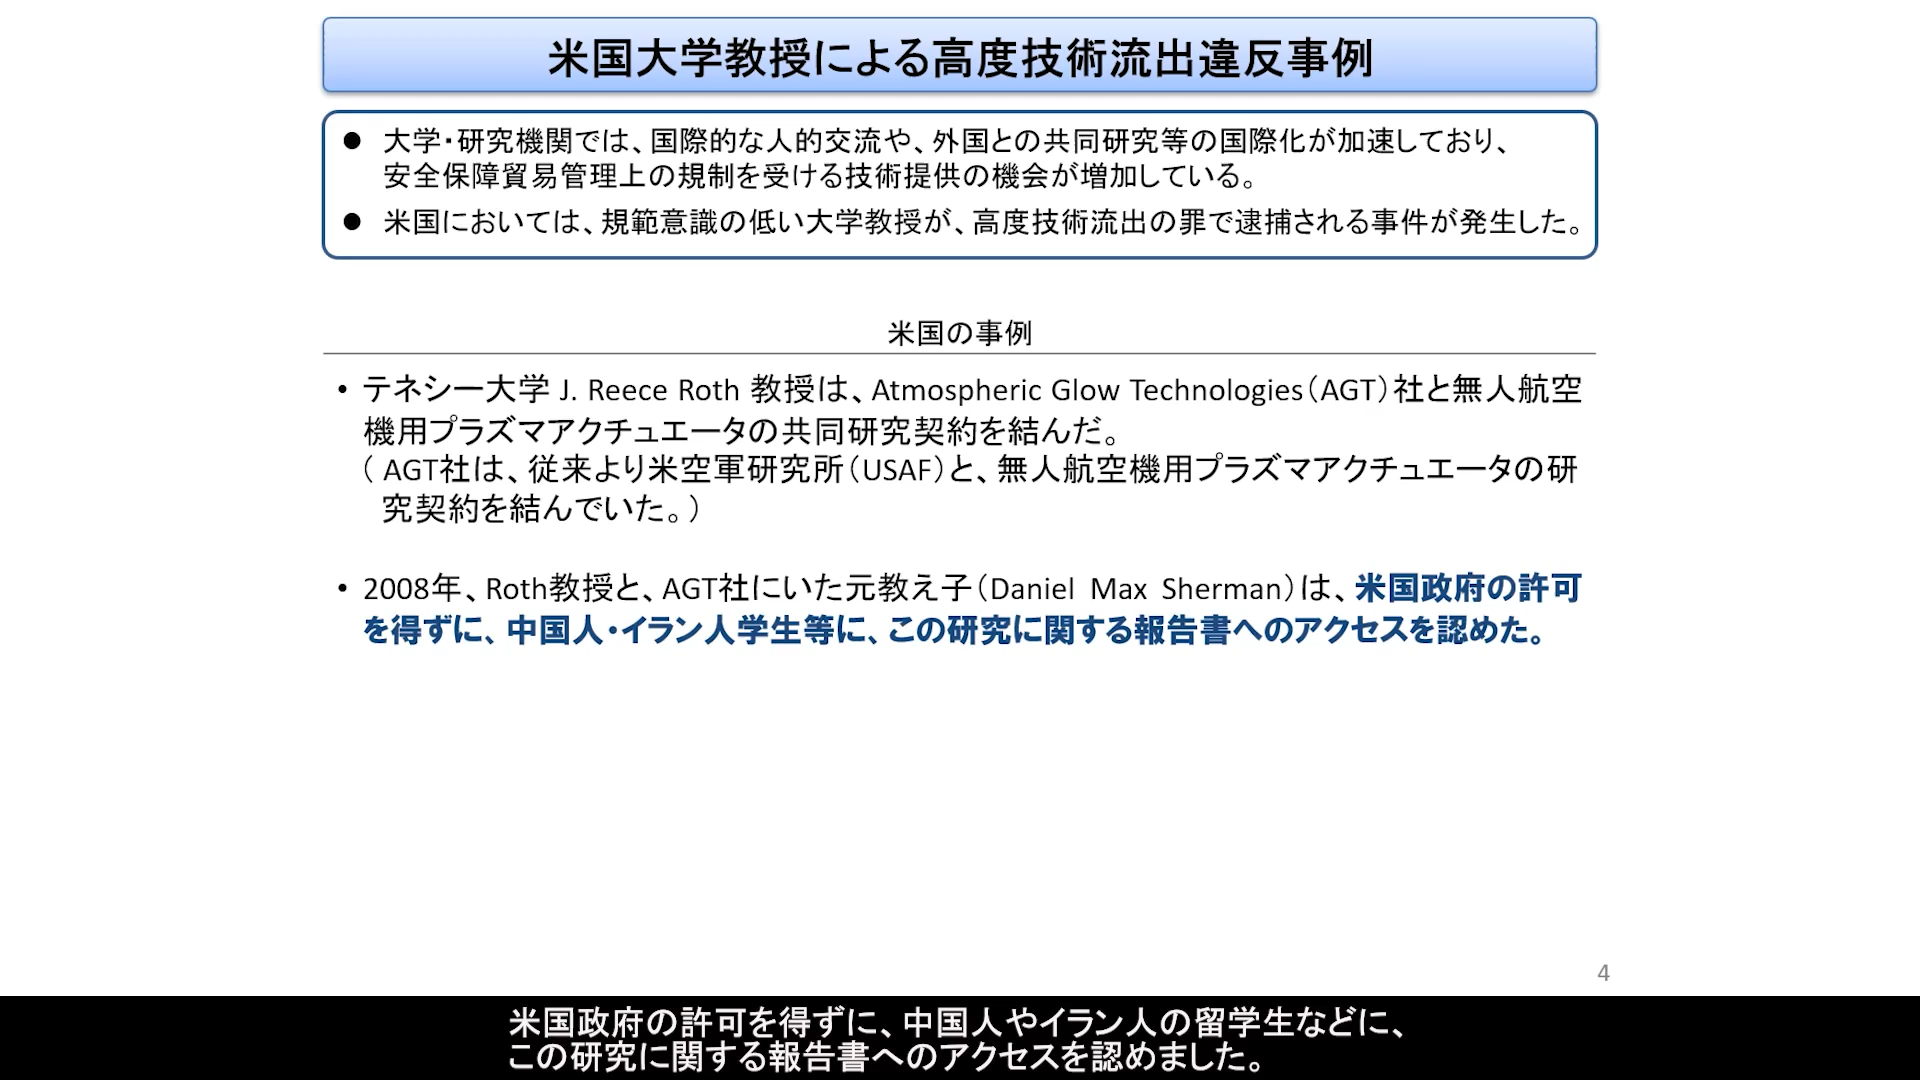 米国大学教授による高度技術流出違反事例
● 大学・研究機関では、国際的な人的交流や、外国との共同研究等の国際化が加速しており、
安全保障貿易管理上の規制を受ける技術提供の機会が増加している。
● 米国においては、規範意識の低い大学教授が、高度技術流出の罪で逮捕される事件が発生した。
米国の事例
• テネシー大学 J. Reece Roth 教授は、Atmospheric Glow Technologies（AGT）社と無人航空
機用プラズマアクチュエータの共同研究契約を結んだ。
（ AGT社は、従来より米空軍研究所（USAF）と、無人航空機用プラズマアクチュエータの研
究契約を結んでいた。）
• 2008年、Roth教授と、AGT社にいた元教え子（Daniel Max Sherman）は、米国政府の許可
を得ずに、中国人・イラン人学生等に、この研究に関する報告書へのアクセスを認めた。
4
米国政府の許可を得ずに、中国人やイラン人の留学生などに、
この研究に関する報告書へのアクセスを認めました。